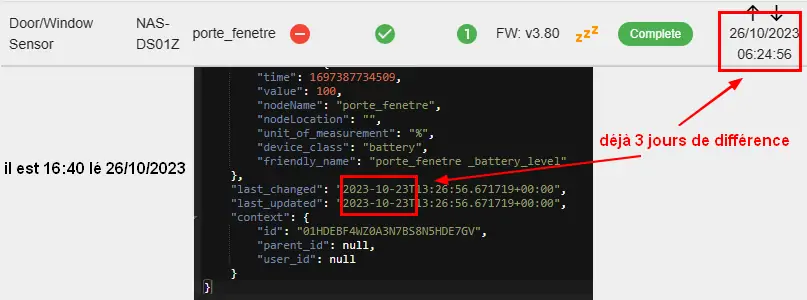 Door/Window Sensor
NAS-DS01Z
porte_fenetre
1
FW: v3.80
zzz
Complete
26/10/2023
06:24:56
"time": 1697387734509,
"value": 100,
"nodeName": "porte_fenetre",
"nodeLocation": "",
"unit_of_measurement": "%",
"device_class": "battery",
"friendly_name": "porte_fenetre _battery_level"
},
"last_changed": "2023-10-23T13:26:56.671719+00:00",
"last_updated": "2023-10-23T13:26:56.671719+00:00",
"context": {
"id": "01HDEBF4WZ0A3N7BS8N5HDE7GV",
"parent_id": null,
"user_id": null
}
}
il est 16:40 lé 26/10/2023
déjà 3 jours de différence